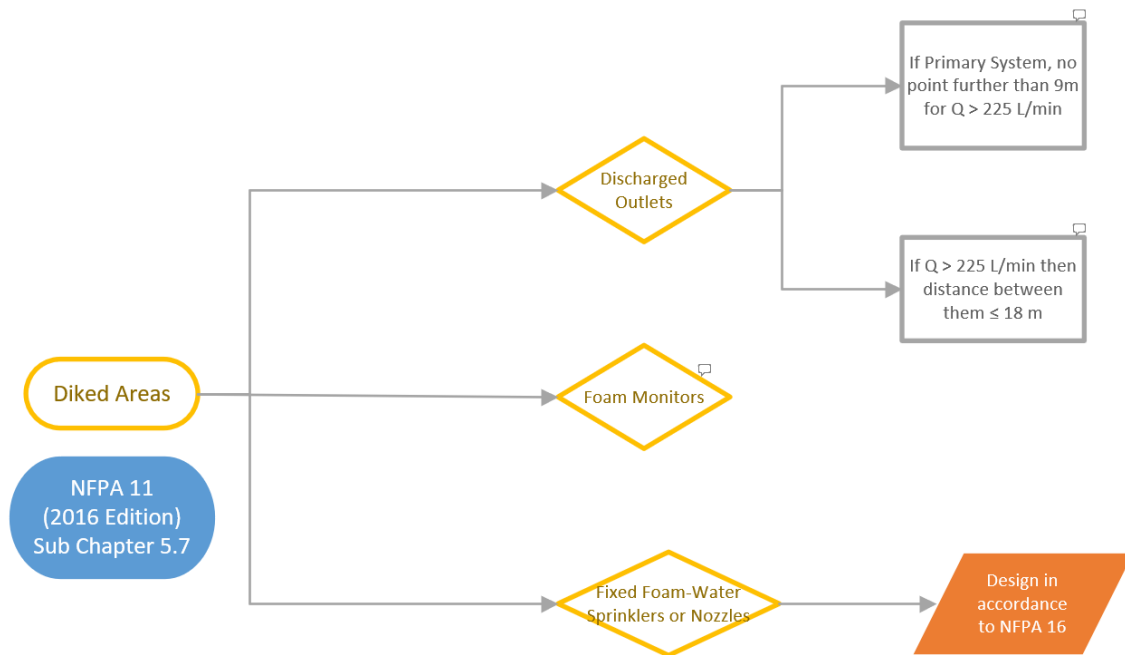 If Primary System, no
point further than 9m
for Q > 225 L/min
Discharged
Outlets
If Q > 225 L/min then
distance between
them ≤ 18 m
Diked Areas
Foam Monitors
NFPA 11
(2016 Edition)
Sub Chapter 5.7
Fixed Foam-Water
Sprinklers or Nozzles
Design in
accordance
to NFPA 16